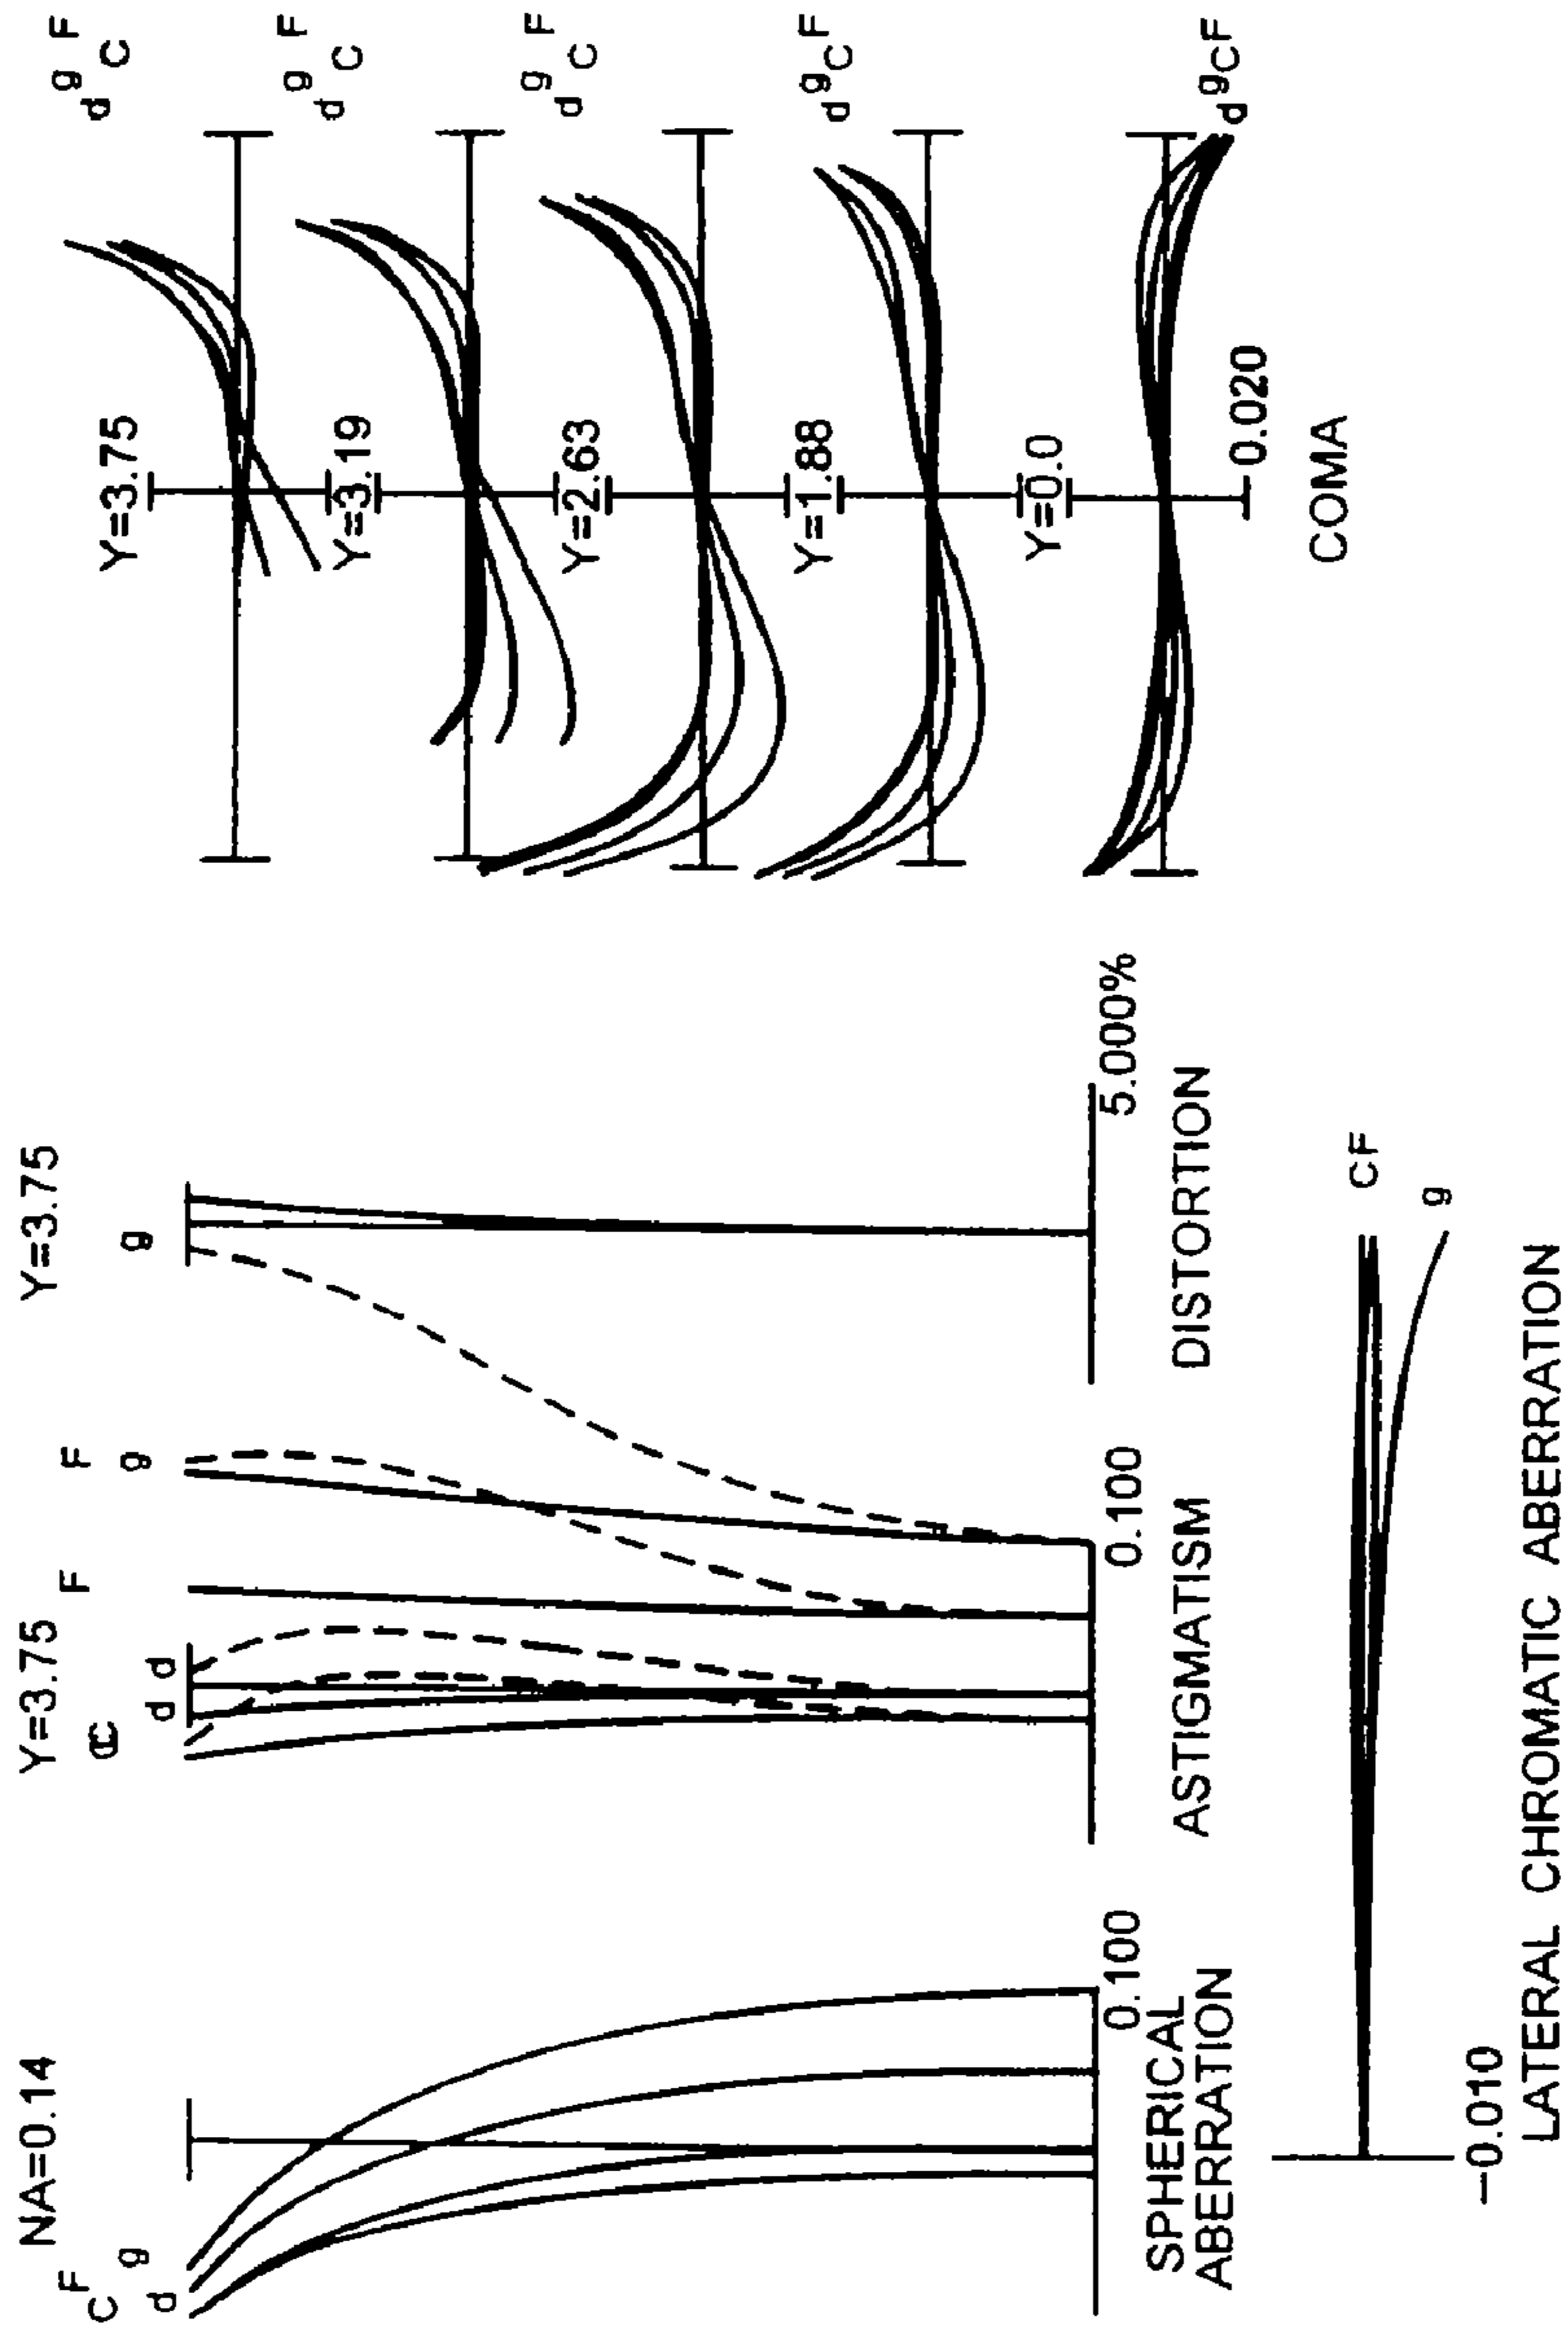 NA=0.14
C F
d g
0.100
SPHERICAL
ABERRATION
Y=3.75
F F
C
d d g
0.100
ASTIGMATISM
Y=3.75
g
5.000%
DISTORTION
Y=3.75
d g C F
Y=3.19
d g C F
Y=2.63
d g C F
Y=1.88
d g C F
Y=0.0
d g C F
0.020
COMA
CF
g
−0.010
LATERAL CHROMATIC ABERRATION